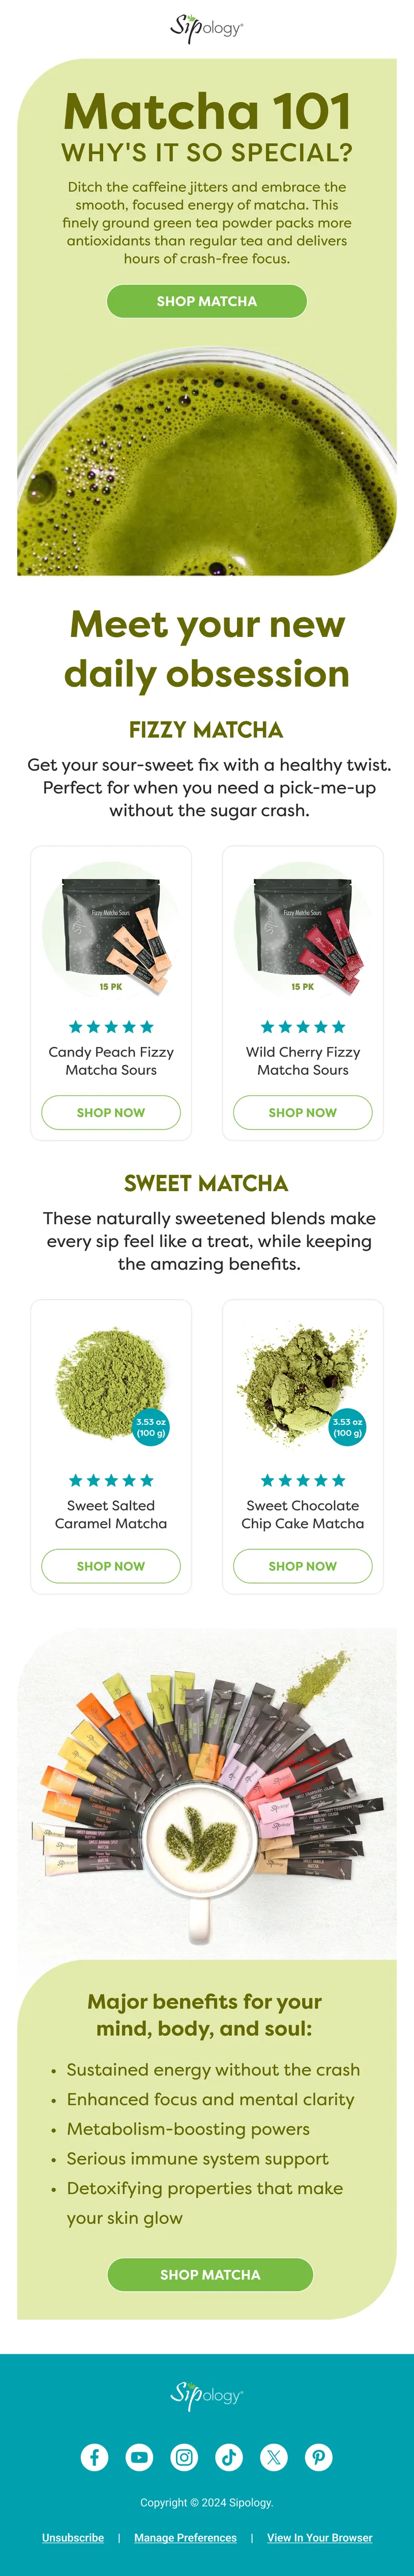 Sipology®
Matcha 101
WHY'S IT SO SPECIAL?
Ditch the caffeine jitters and embrace the
smooth, focused energy of matcha. This
finely ground green tea powder packs more
antioxidants than regular tea and delivers
hours of crash-free focus.
SHOP MATCHA
Meet your new
daily obsession
FIZZY MATCHA
Get your sour-sweet fix with a healthy twist.
Perfect for when you need a pick-me-up
without the sugar crash.
Fizzy Matcha Sours
15 PK
Candy Peach Fizzy
Matcha Sours
SHOP NOW
Fizzy Matcha Sours
15 PK
Wild Cherry Fizzy
Matcha Sours
SHOP NOW
SWEET MATCHA
These naturally sweetened blends make
every sip feel like a treat, while keeping
the amazing benefits.
3.53 oz
(100 g)
Sweet Salted
Caramel Matcha
SHOP NOW
3.53 oz
(100 g)
Sweet Chocolate
Chip Cake Matcha
SHOP NOW
Major benefits for your
mind, body, and soul:
• Sustained energy without the crash
• Enhanced focus and mental clarity
• Metabolism-boosting powers
• Serious immune system support
• Detoxifying properties that make
your skin glow
SHOP MATCHA
Sipology®
Copyright © 2024 Sipology.
Unsubscribe | Manage Preferences | View In Your Browser